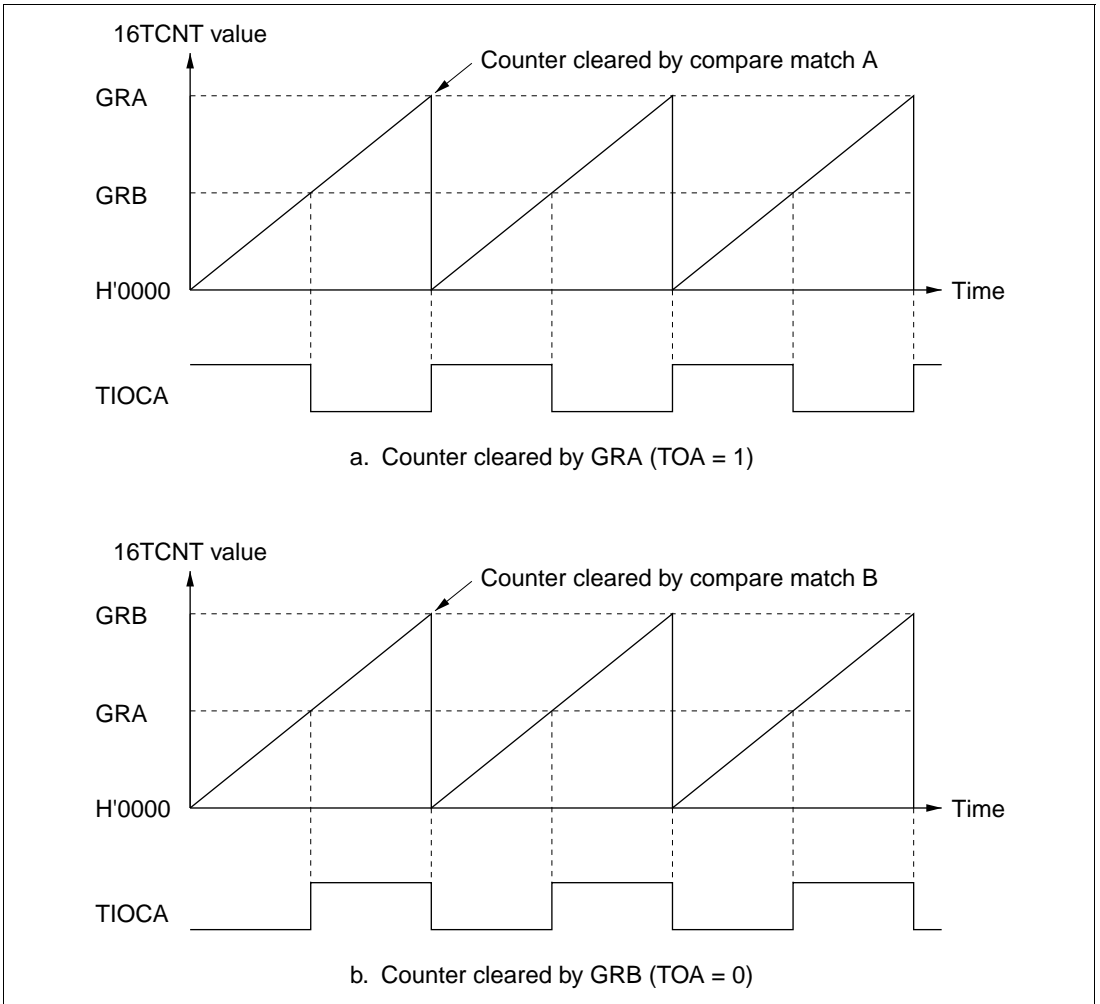 16TCNT value
Counter cleared by compare match A
GRA
GRB
H'0000
Time
TIOCA
a. Counter cleared by GRA (TOA = 1)
16TCNT value
Counter cleared by compare match B
GRB
GRA
H'0000
Time
TIOCA
b. Counter cleared by GRB (TOA = 0)